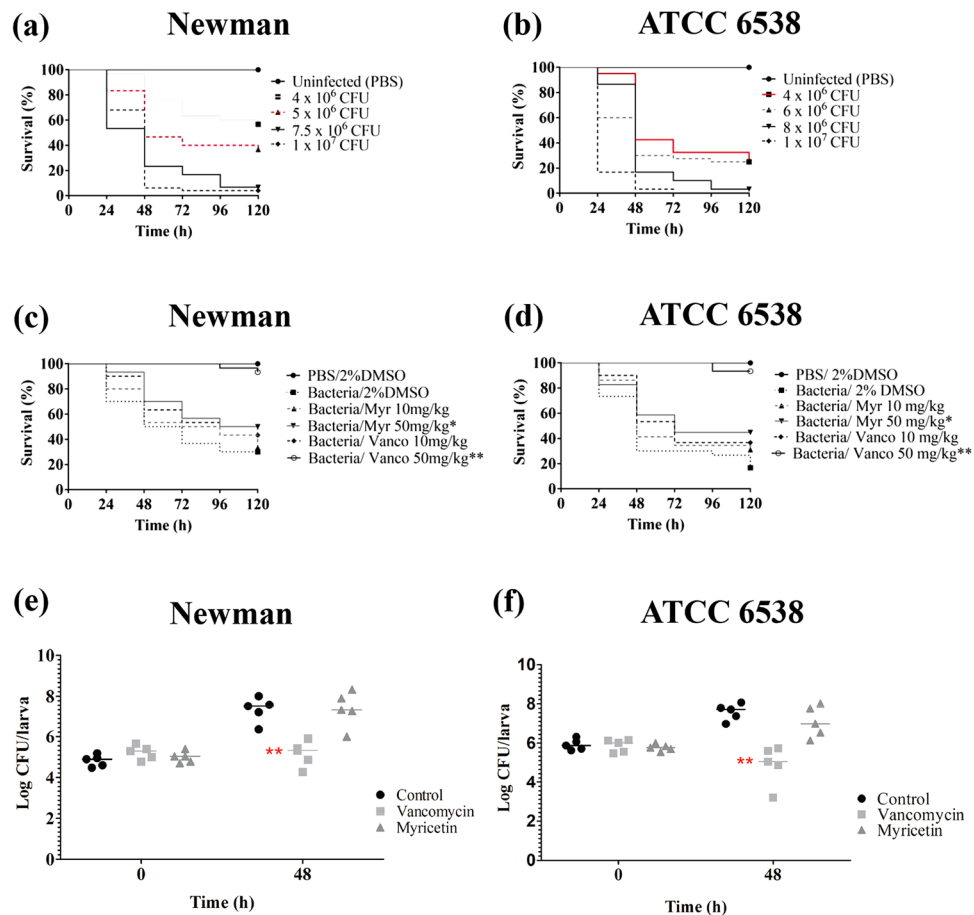 (a) Newman
Survival (%)
100
80
60
40
20
0
0 24 48 72 96 120
Time (h)
Uninfected (PBS)
4 x 10⁶ CFU
5 x 10⁶ CFU
7.5 x 10⁶ CFU
1 x 10⁷ CFU
(b) ATCC 6538
Survival (%)
100
80
60
40
20
0
0 24 48 72 96 120
Time (h)
Uninfected (PBS)
4 x 10⁶ CFU
6 x 10⁶ CFU
8 x 10⁶ CFU
1 x 10⁷ CFU
(c) Newman
Survival (%)
100
80
60
40
20
0
0 24 48 72 96 120
Time (h)
PBS/2%DMSO
Bacteria/2%DMSO
Bacteria/Myr 10mg/kg
Bacteria/Myr 50mg/kg*
Bacteria/ Vanco 10mg/kg
Bacteria/ Vanco 50mg/kg**
(d) ATCC 6538
Survival (%)
100
80
60
40
20
0
0 24 48 72 96 120
Time (h)
PBS/ 2%DMSO
Bacteria/ 2% DMSO
Bacteria/ Myr 10 mg/kg
Bacteria/ Myr 50 mg/kg*
Bacteria/ Vanco 10 mg/kg
Bacteria/ Vanco 50 mg/kg**
(e) Newman
Log CFU/larva
10
8
6
4
2
0
**
0 48
Time (h)
Control
Vancomycin
Myricetin
(f) ATCC 6538
Log CFU/larva
10
8
6
4
2
0
**
0 48
Time (h)
Control
Vancomycin
Myricetin